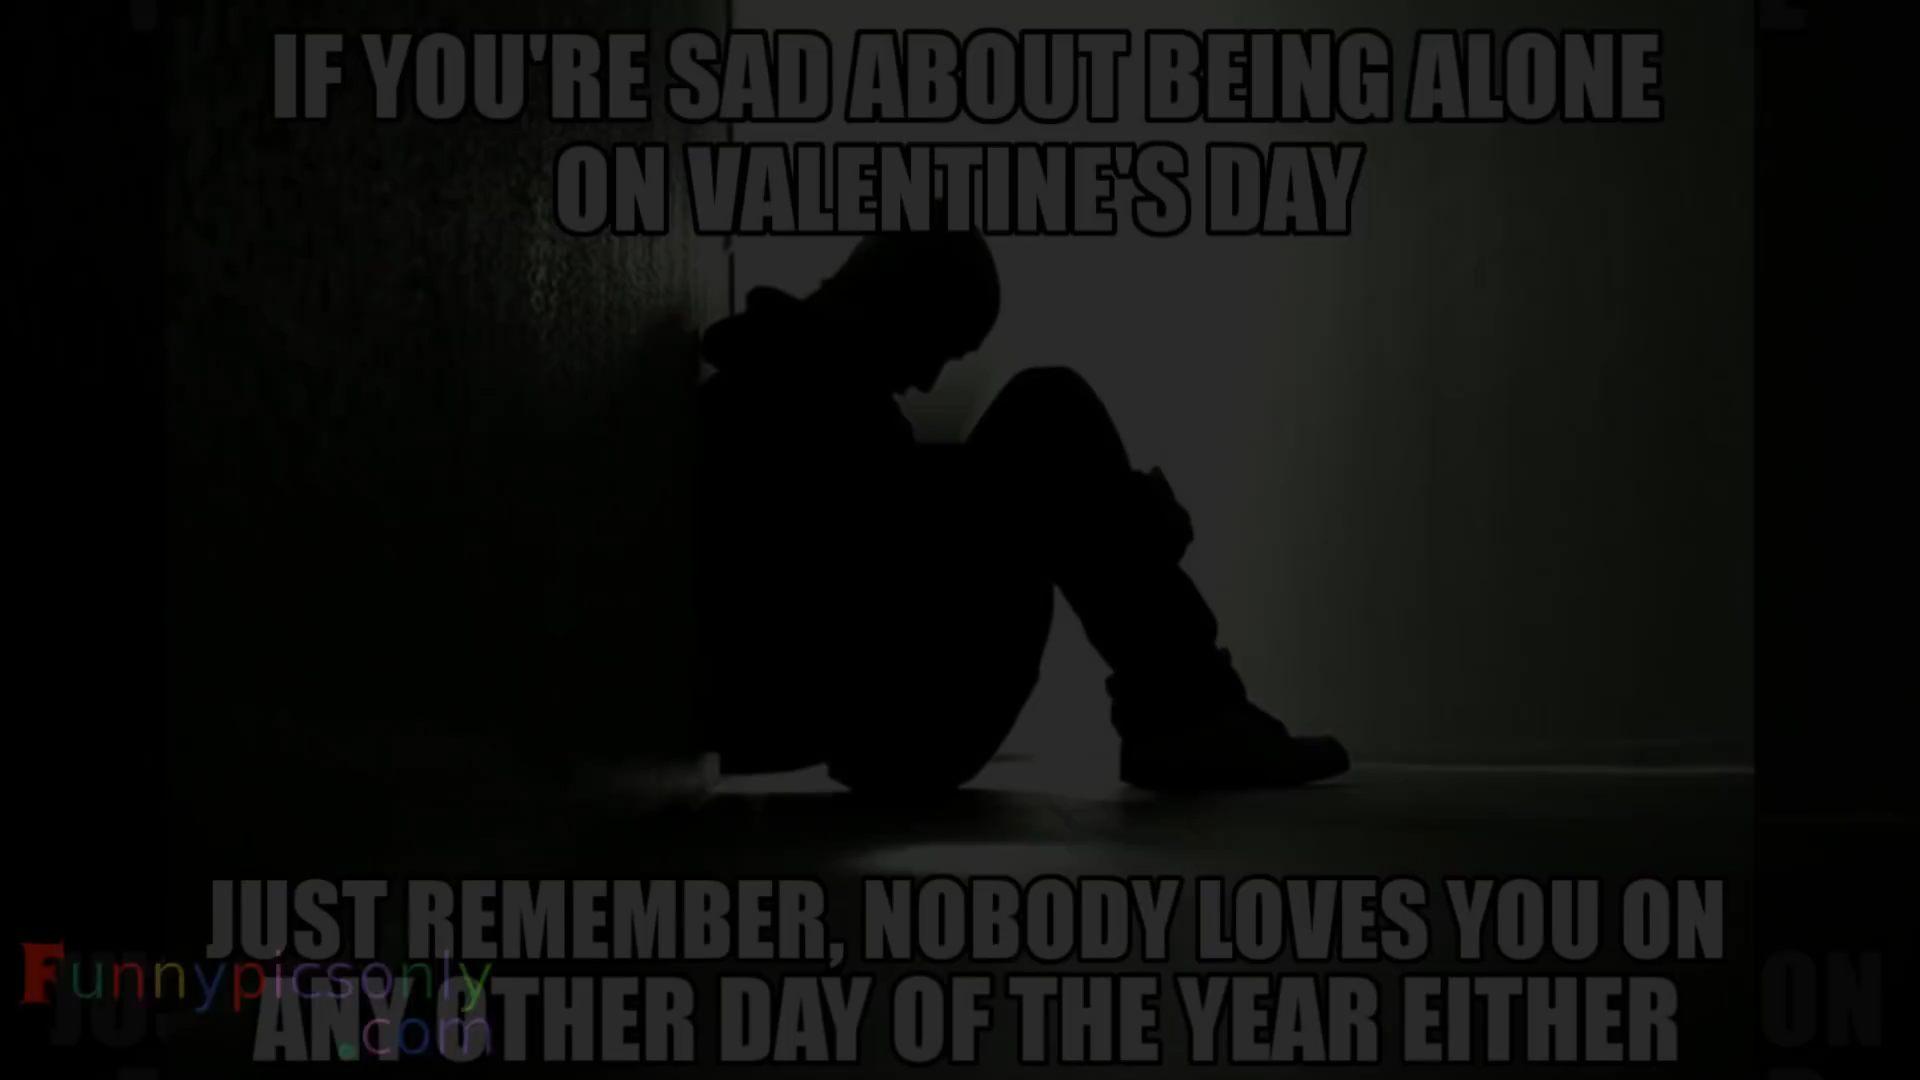 IF YOU'RE SAD ABOUT BEING ALONE
ON VALENTINE'S DAY
JUST REMEMBER, NOBODY LOVES YOU ON
ANY OTHER DAY OF THE YEAR EITHER
Funnypicsonly
.com
ON